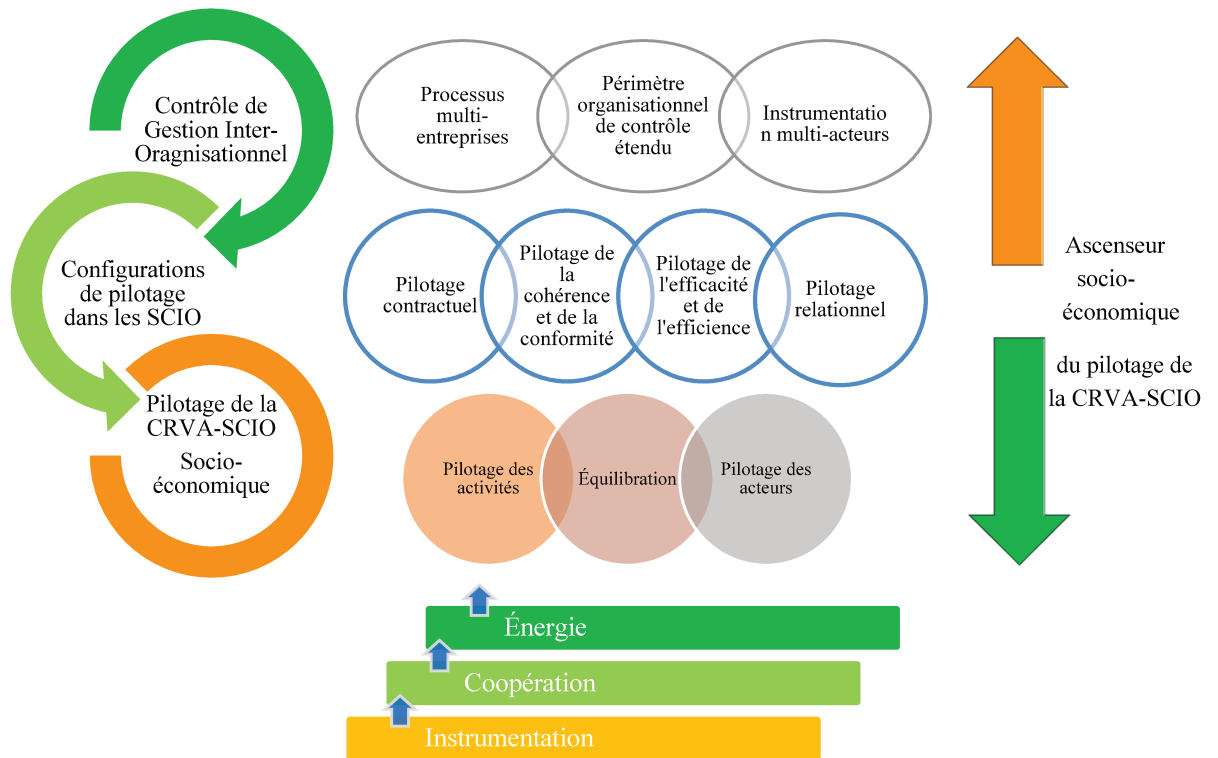 Contrôle de
Gestion Inter-
Oragnisationnel
Processus
multi-
entreprises
Périmètre
organisationnel
de contrôle
étendu
Instrumentatio
n multi-acteurs
Configurations
de pilotage
dans les SCIO
Pilotage
contractuel
Pilotage de
la
cohérence
et de la
conformité
Pilotage de
l'efficacité
et de
l'efficience
Pilotage
relationnel
Ascenseur
socio-
économique
du pilotage de
la CRVA-SCIO
Pilotage de la
CRVA-SCIO
Socio-
économique
Pilotage des
activités
Équilibration
Pilotage des
acteurs
Énergie
Coopération
Instrumentation